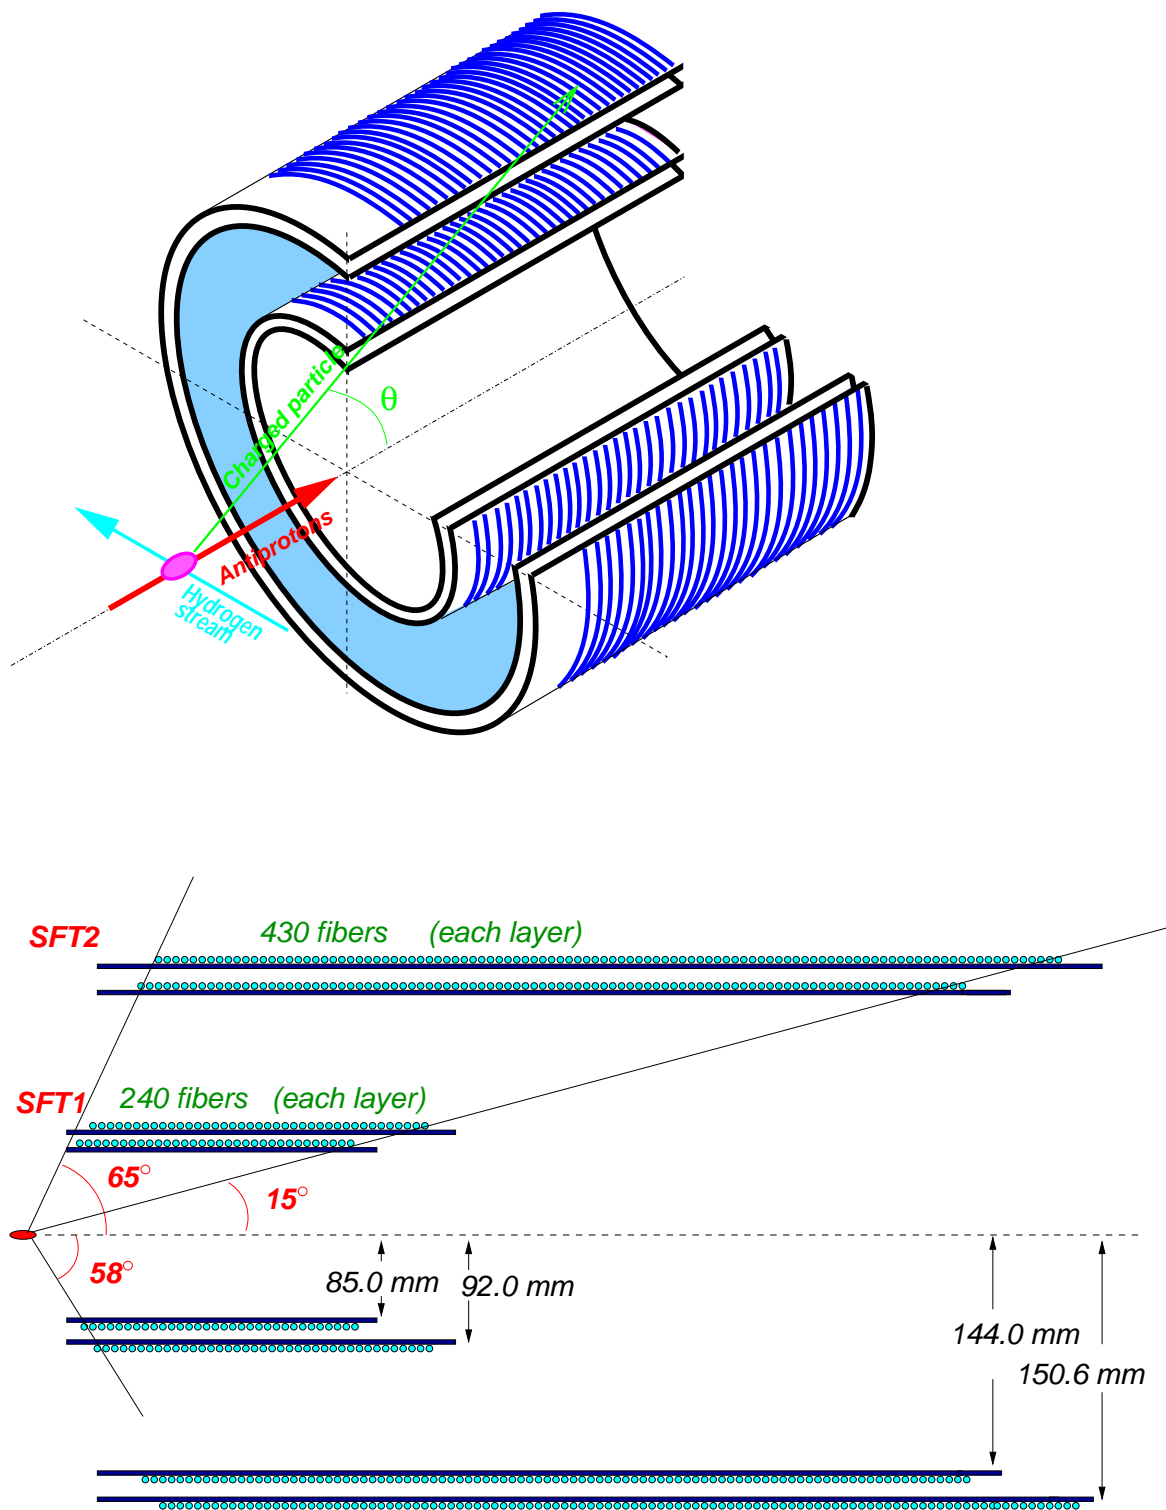 θ
Charged particle
Antiprotons
Hydrogen
stream
SFT2
430 fibers (each layer)
SFT1
240 fibers (each layer)
65°
15°
58°
85.0 mm
92.0 mm
144.0 mm
150.6 mm